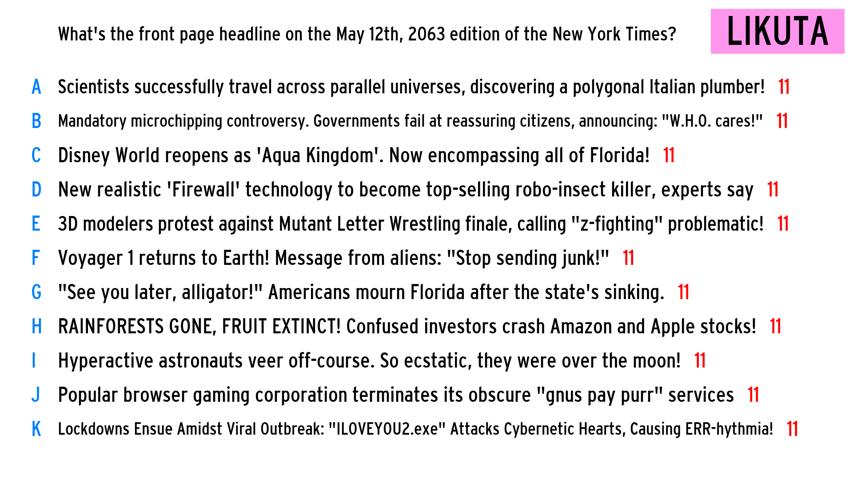 What's the front page headline on the May 12th, 2063 edition of the New York Times?
LIKUTA
A Scientists successfully travel across parallel universes, discovering a polygonal Italian plumber! 11
B Mandatory microchipping controversy. Governments fail at reassuring citizens, announcing: "W.H.O. cares!" 11
C Disney World reopens as 'Aqua Kingdom'. Now encompassing all of Florida! 11
D New realistic 'Firewall' technology to become top-selling robo-insect killer, experts say 11
E 3D modelers protest against Mutant Letter Wrestling finale, calling "z-fighting" problematic! 11
F Voyager 1 returns to Earth! Message from aliens: "Stop sending junk!" 11
G "See you later, alligator!" Americans mourn Florida after the state's sinking. 11
H RAINFORESTS GONE, FRUIT EXTINCT! Confused investors crash Amazon and Apple stocks! 11
I Hyperactive astronauts veer off-course. So ecstatic, they were over the moon! 11
J Popular browser gaming corporation terminates its obscure "gnus pay purr" services 11
K Lockdowns Ensue Amidst Viral Outbreak: "ILOVEYOU2.exe" Attacks Cybernetic Hearts, Causing ERR-hythmia! 11